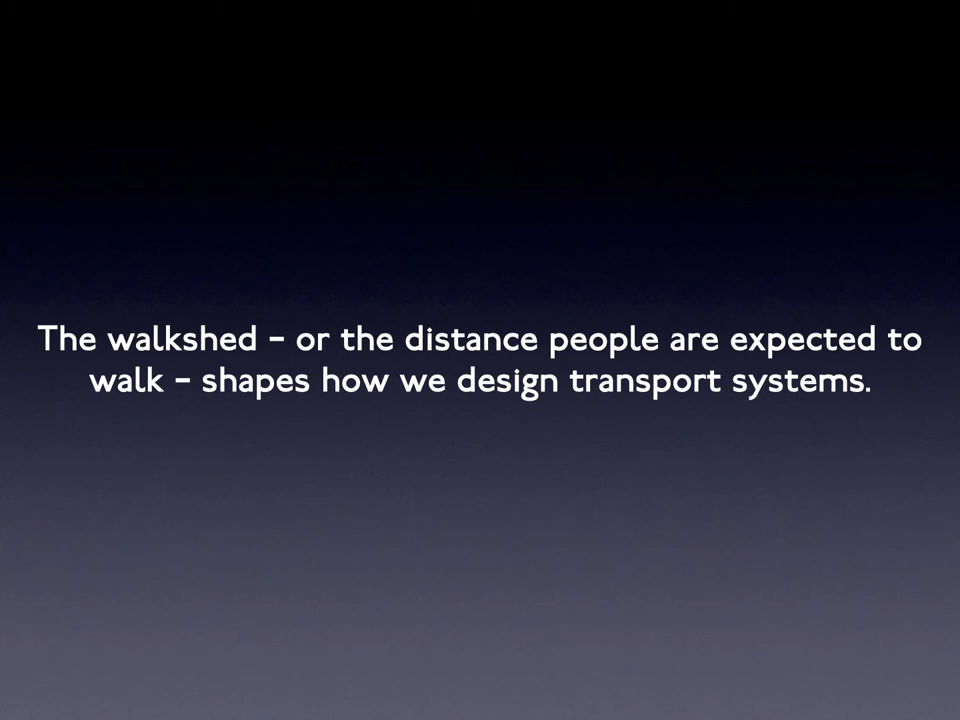 The walkshed – or the distance people are expected to
walk – shapes how we design transport systems.